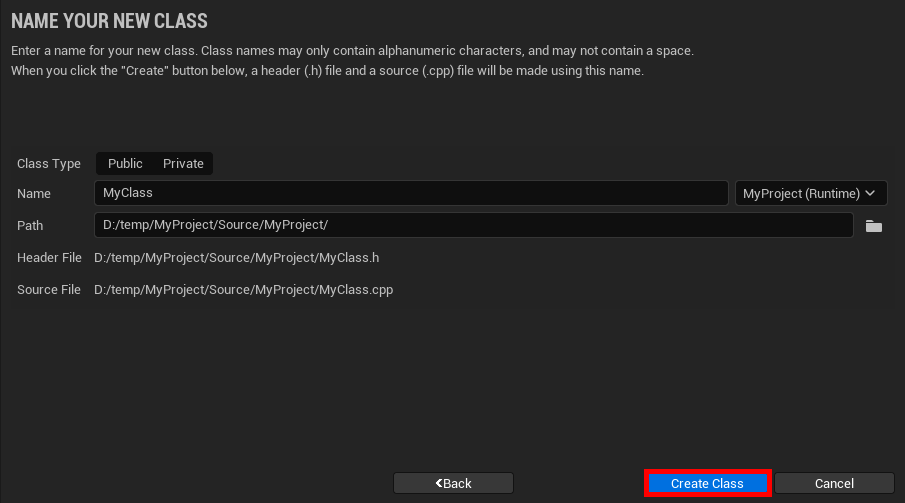 NAME YOUR NEW CLASS
Enter a name for your new class. Class names may only contain alphanumeric characters, and may not contain a space.
When you click the "Create" button below, a header (.h) file and a source (.cpp) file will be made using this name.
Class Type Public Private
Name MyClass MyProject (Runtime)
Path D:/temp/MyProject/Source/MyProject/
Header File D:/temp/MyProject/Source/MyProject/MyClass.h
Source File D:/temp/MyProject/Source/MyProject/MyClass.cpp
Back Create Class Cancel